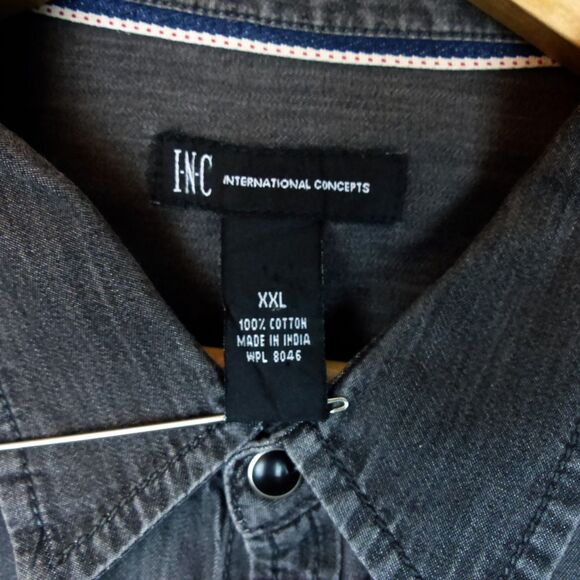 I·N·C INTERNATIONAL CONCEPTS
XXL
100% COTTON
MADE IN INDIA
WPL 8046